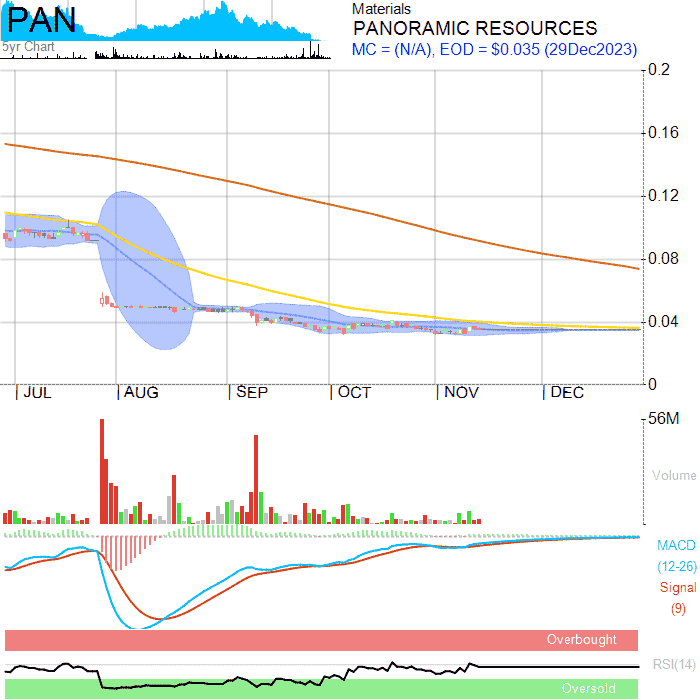 PAN
5yr Chart
Materials
PANORAMIC RESOURCES
MC = (N/A), EOD = $0.035 (29Dec2023)
0.2
0.16
0.12
0.08
0.04
0
JUL AUG SEP OCT NOV DEC
56M
Volume
MACD
(12-26)
Signal
(9)
Overbought
RSI(14)
Oversold